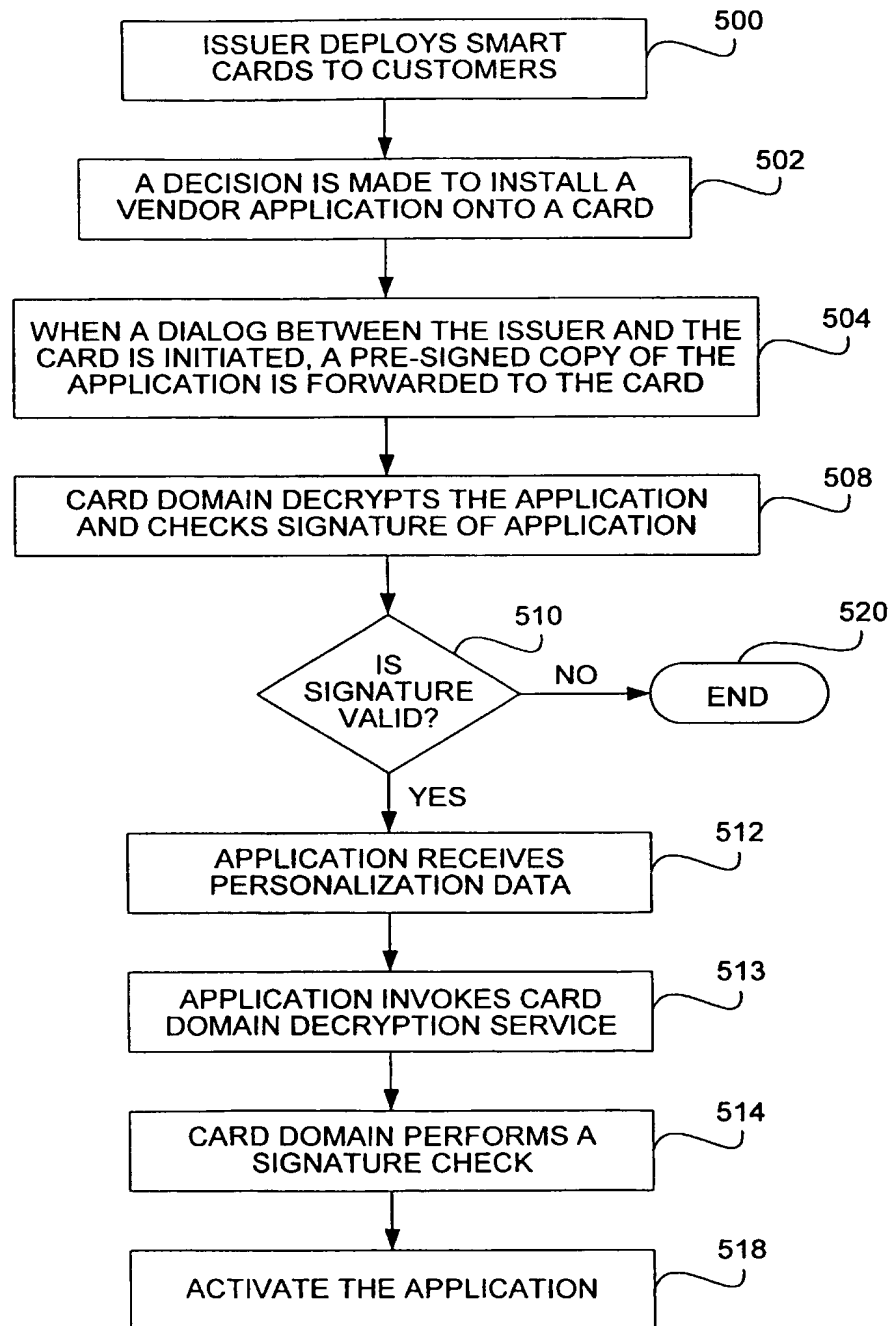 ISSUER DEPLOYS SMART
CARDS TO CUSTOMERS
500
A DECISION IS MADE TO INSTALL A
VENDOR APPLICATION ONTO A CARD
502
WHEN A DIALOG BETWEEN THE ISSUER AND THE
CARD IS INITIATED, A PRE-SIGNED COPY OF THE
APPLICATION IS FORWARDED TO THE CARD
504
CARD DOMAIN DECRYPTS THE APPLICATION
AND CHECKS SIGNATURE OF APPLICATION
508
IS
SIGNATURE
VALID?
510
NO
END
520
YES
APPLICATION RECEIVES
PERSONALIZATION DATA
512
APPLICATION INVOKES CARD
DOMAIN DECRYPTION SERVICE
513
CARD DOMAIN PERFORMS A
SIGNATURE CHECK
514
ACTIVATE THE APPLICATION
518